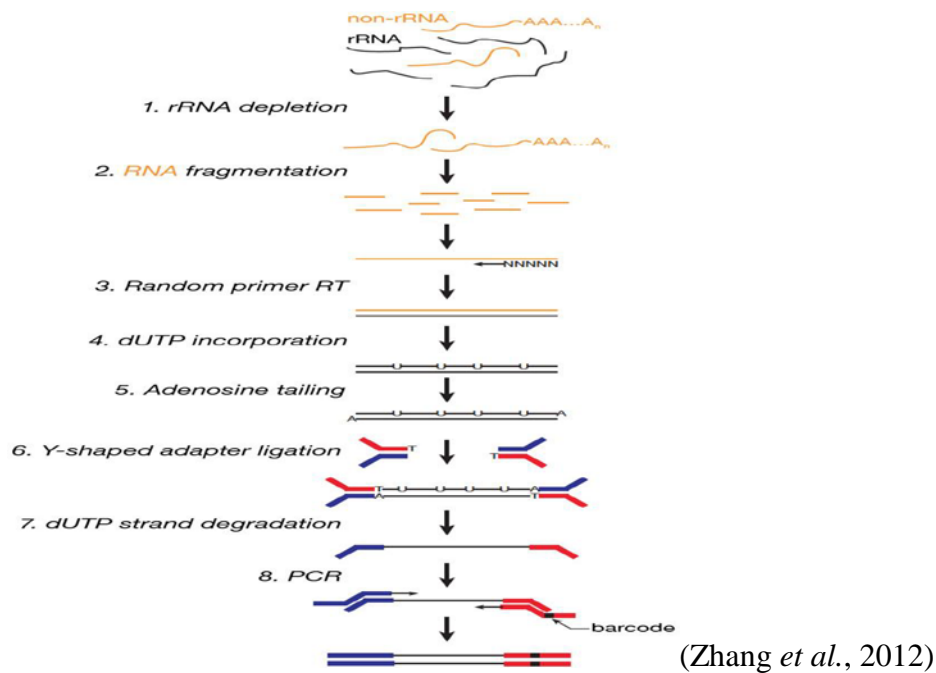 non-rRNA
AAA...An
rRNA
1. rRNA depletion
AAA...An
2. RNA fragmentation
NNNNN
3. Random primer RT
4. dUTP incorporation
U U U U
5. Adenosine tailing
U U U U
A A
6. Y-shaped adapter ligation
T T
T U U U U A
A T
7. dUTP strand degradation
8. PCR
barcode
(Zhang et al., 2012)